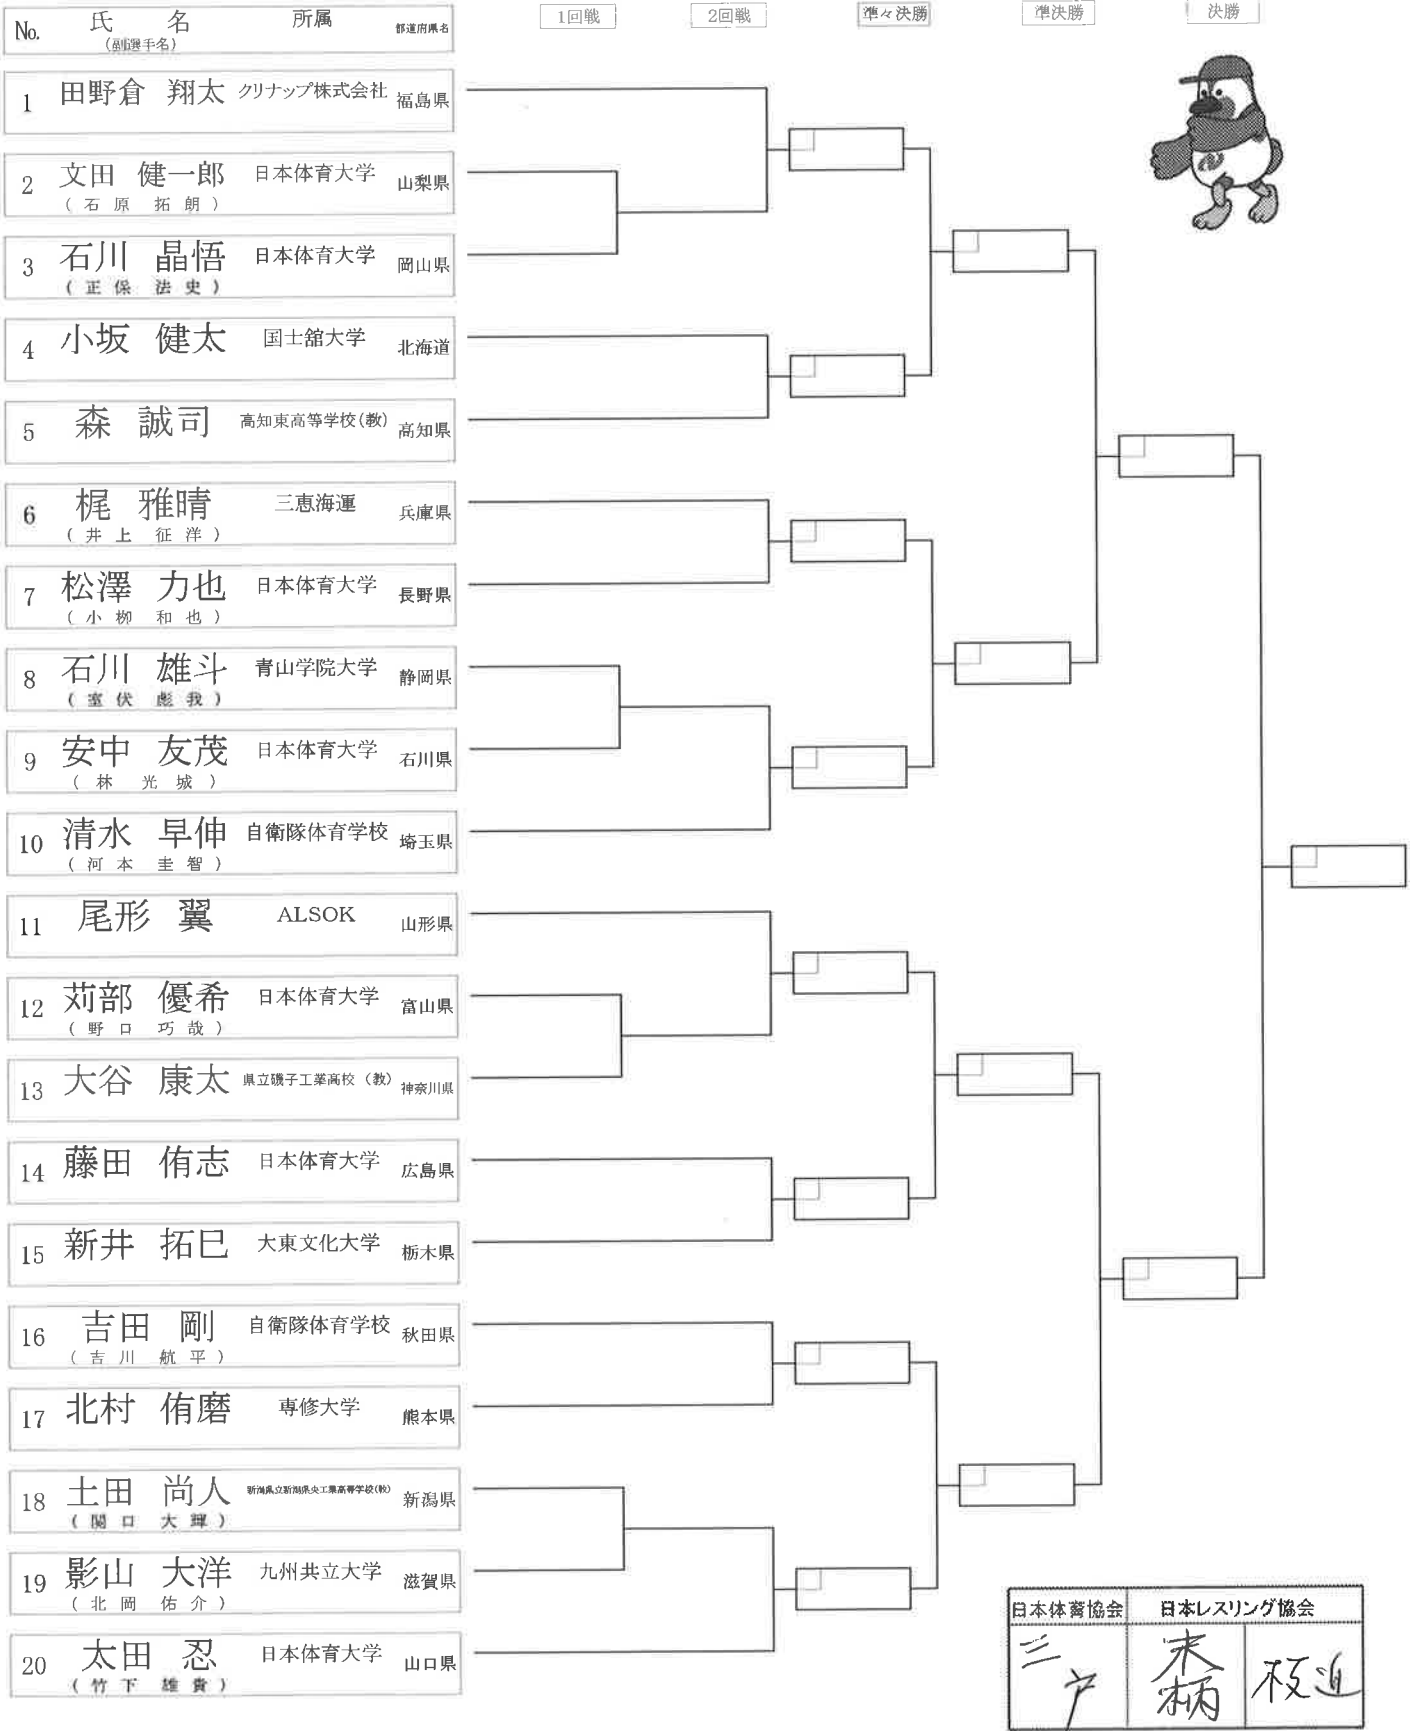 No. 氏 名 所属 都道府県名 1回戦 2回戦 準々決勝 準決勝 決勝
(副選手名)
1 田野倉 翔太 クリナップ株式会社 福島県
2 文田 健一郎 日本体育大学 山梨県
(石原 拓朗)
3 石川 晶悟 日本体育大学 岡山県
(正保 法史)
4 小坂 健太 国士舘大学 北海道
5 森 誠司 高知東高等学校(教) 高知県
6 梶 雅晴 三恵海運 兵庫県
(井上 征洋)
7 松澤 力也 日本体育大学 長野県
(小栁 和也)
8 石川 雄斗 青山学院大学 静岡県
(室伏 彪我)
9 安中 友茂 日本体育大学 石川県
(林 光城)
10 清水 早伸 自衛隊体育学校 埼玉県
(河本 圭智)
11 尾形 翼 ALSOK 山形県
12 苅部 優希 日本体育大学 富山県
(野口 巧哉)
13 大谷 康太 県立磯子工業高校 (教) 神奈川県
14 藤田 侑志 日本体育大学 広島県
15 新井 拓巳 大東文化大学 栃木県
16 吉田 剛 自衛隊体育学校 秋田県
(吉川 航平)
17 北村 侑磨 専修大学 熊本県
18 土田 尚人 新潟県立新潟県央工業高等学校(教) 新潟県
(関口 大輝)
19 影山 大洋 九州共立大学 滋賀県
(北岡 佑介)
20 太田 忍 日本体育大学 山口県
(竹下 雄貴)
日本体育協会 日本レスリング協会
三戸